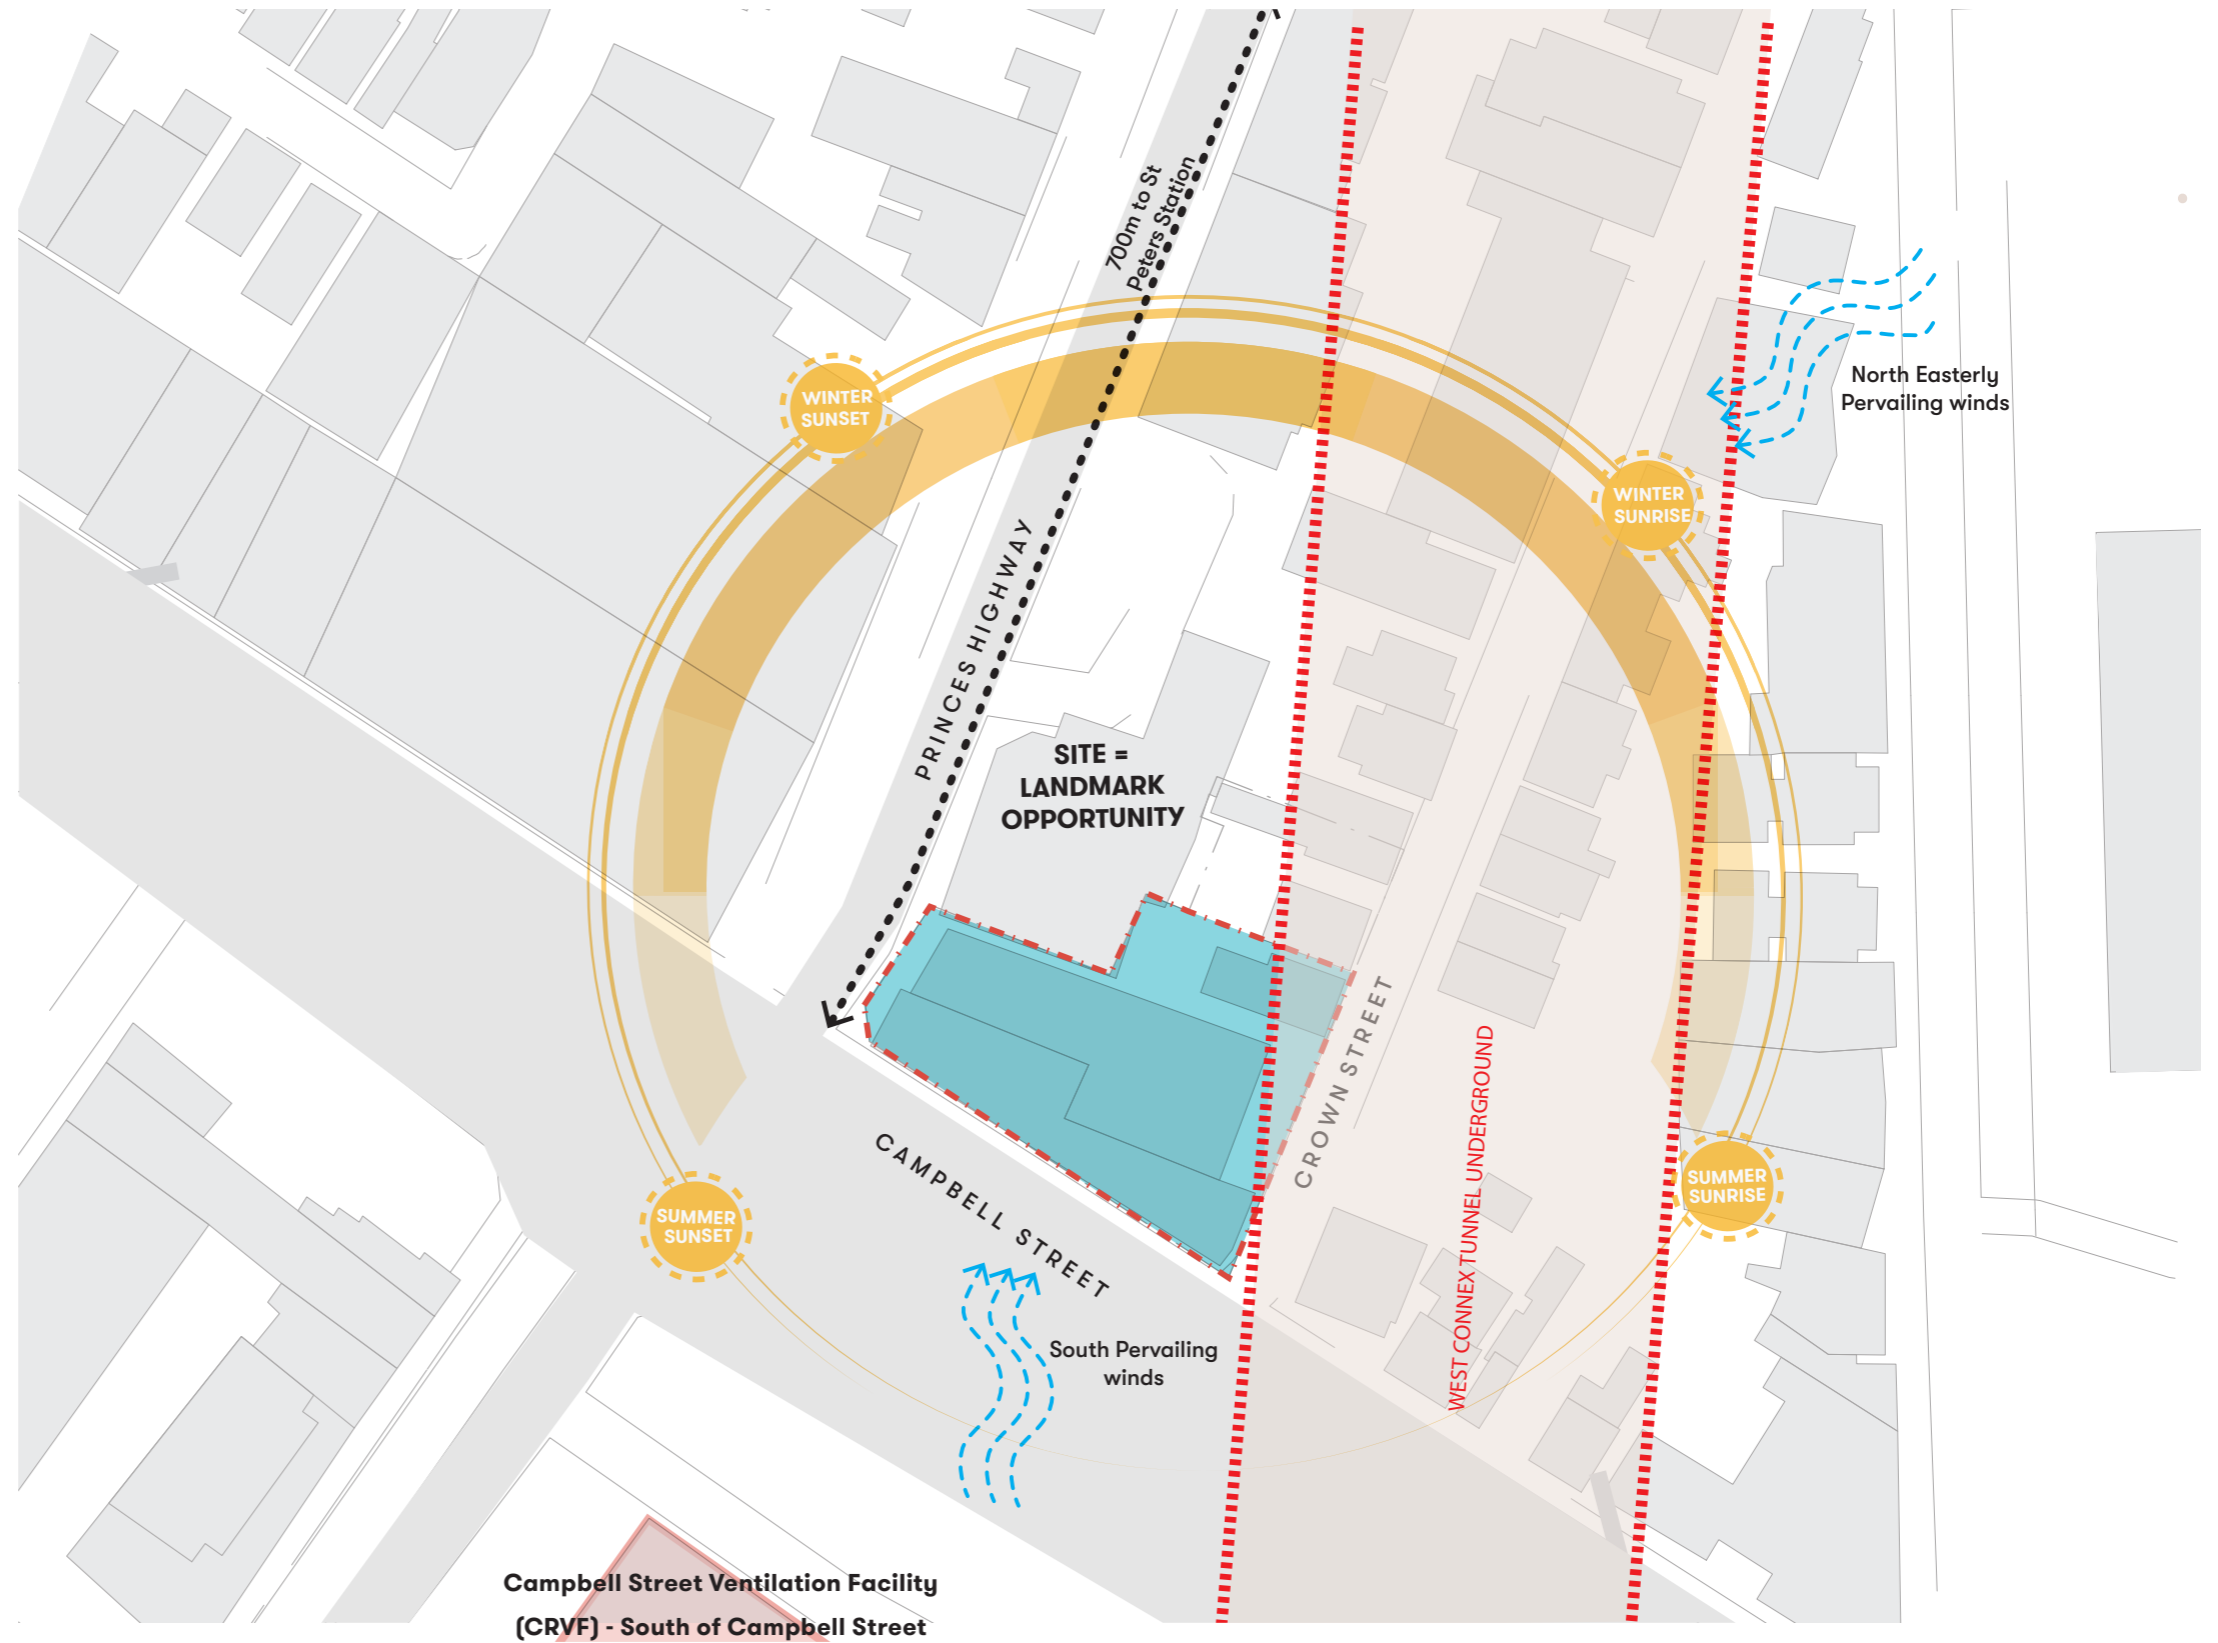 700m to St
Peters Station
WINTER
SUNSET
North Easterly
Pervailing winds
WINTER
SUNRISE
PRINCES HIGHWAY
SITE =
LANDMARK
OPPORTUNITY
CROWN STREET
WEST CONNEX TUNNEL UNDERGROUND
CAMPBELL STREET
SUMMER
SUNRISE
SUMMER
SUNSET
South Pervailing
winds
Campbell Street Ventilation Facility
(CRVF) - South of Campbell Street